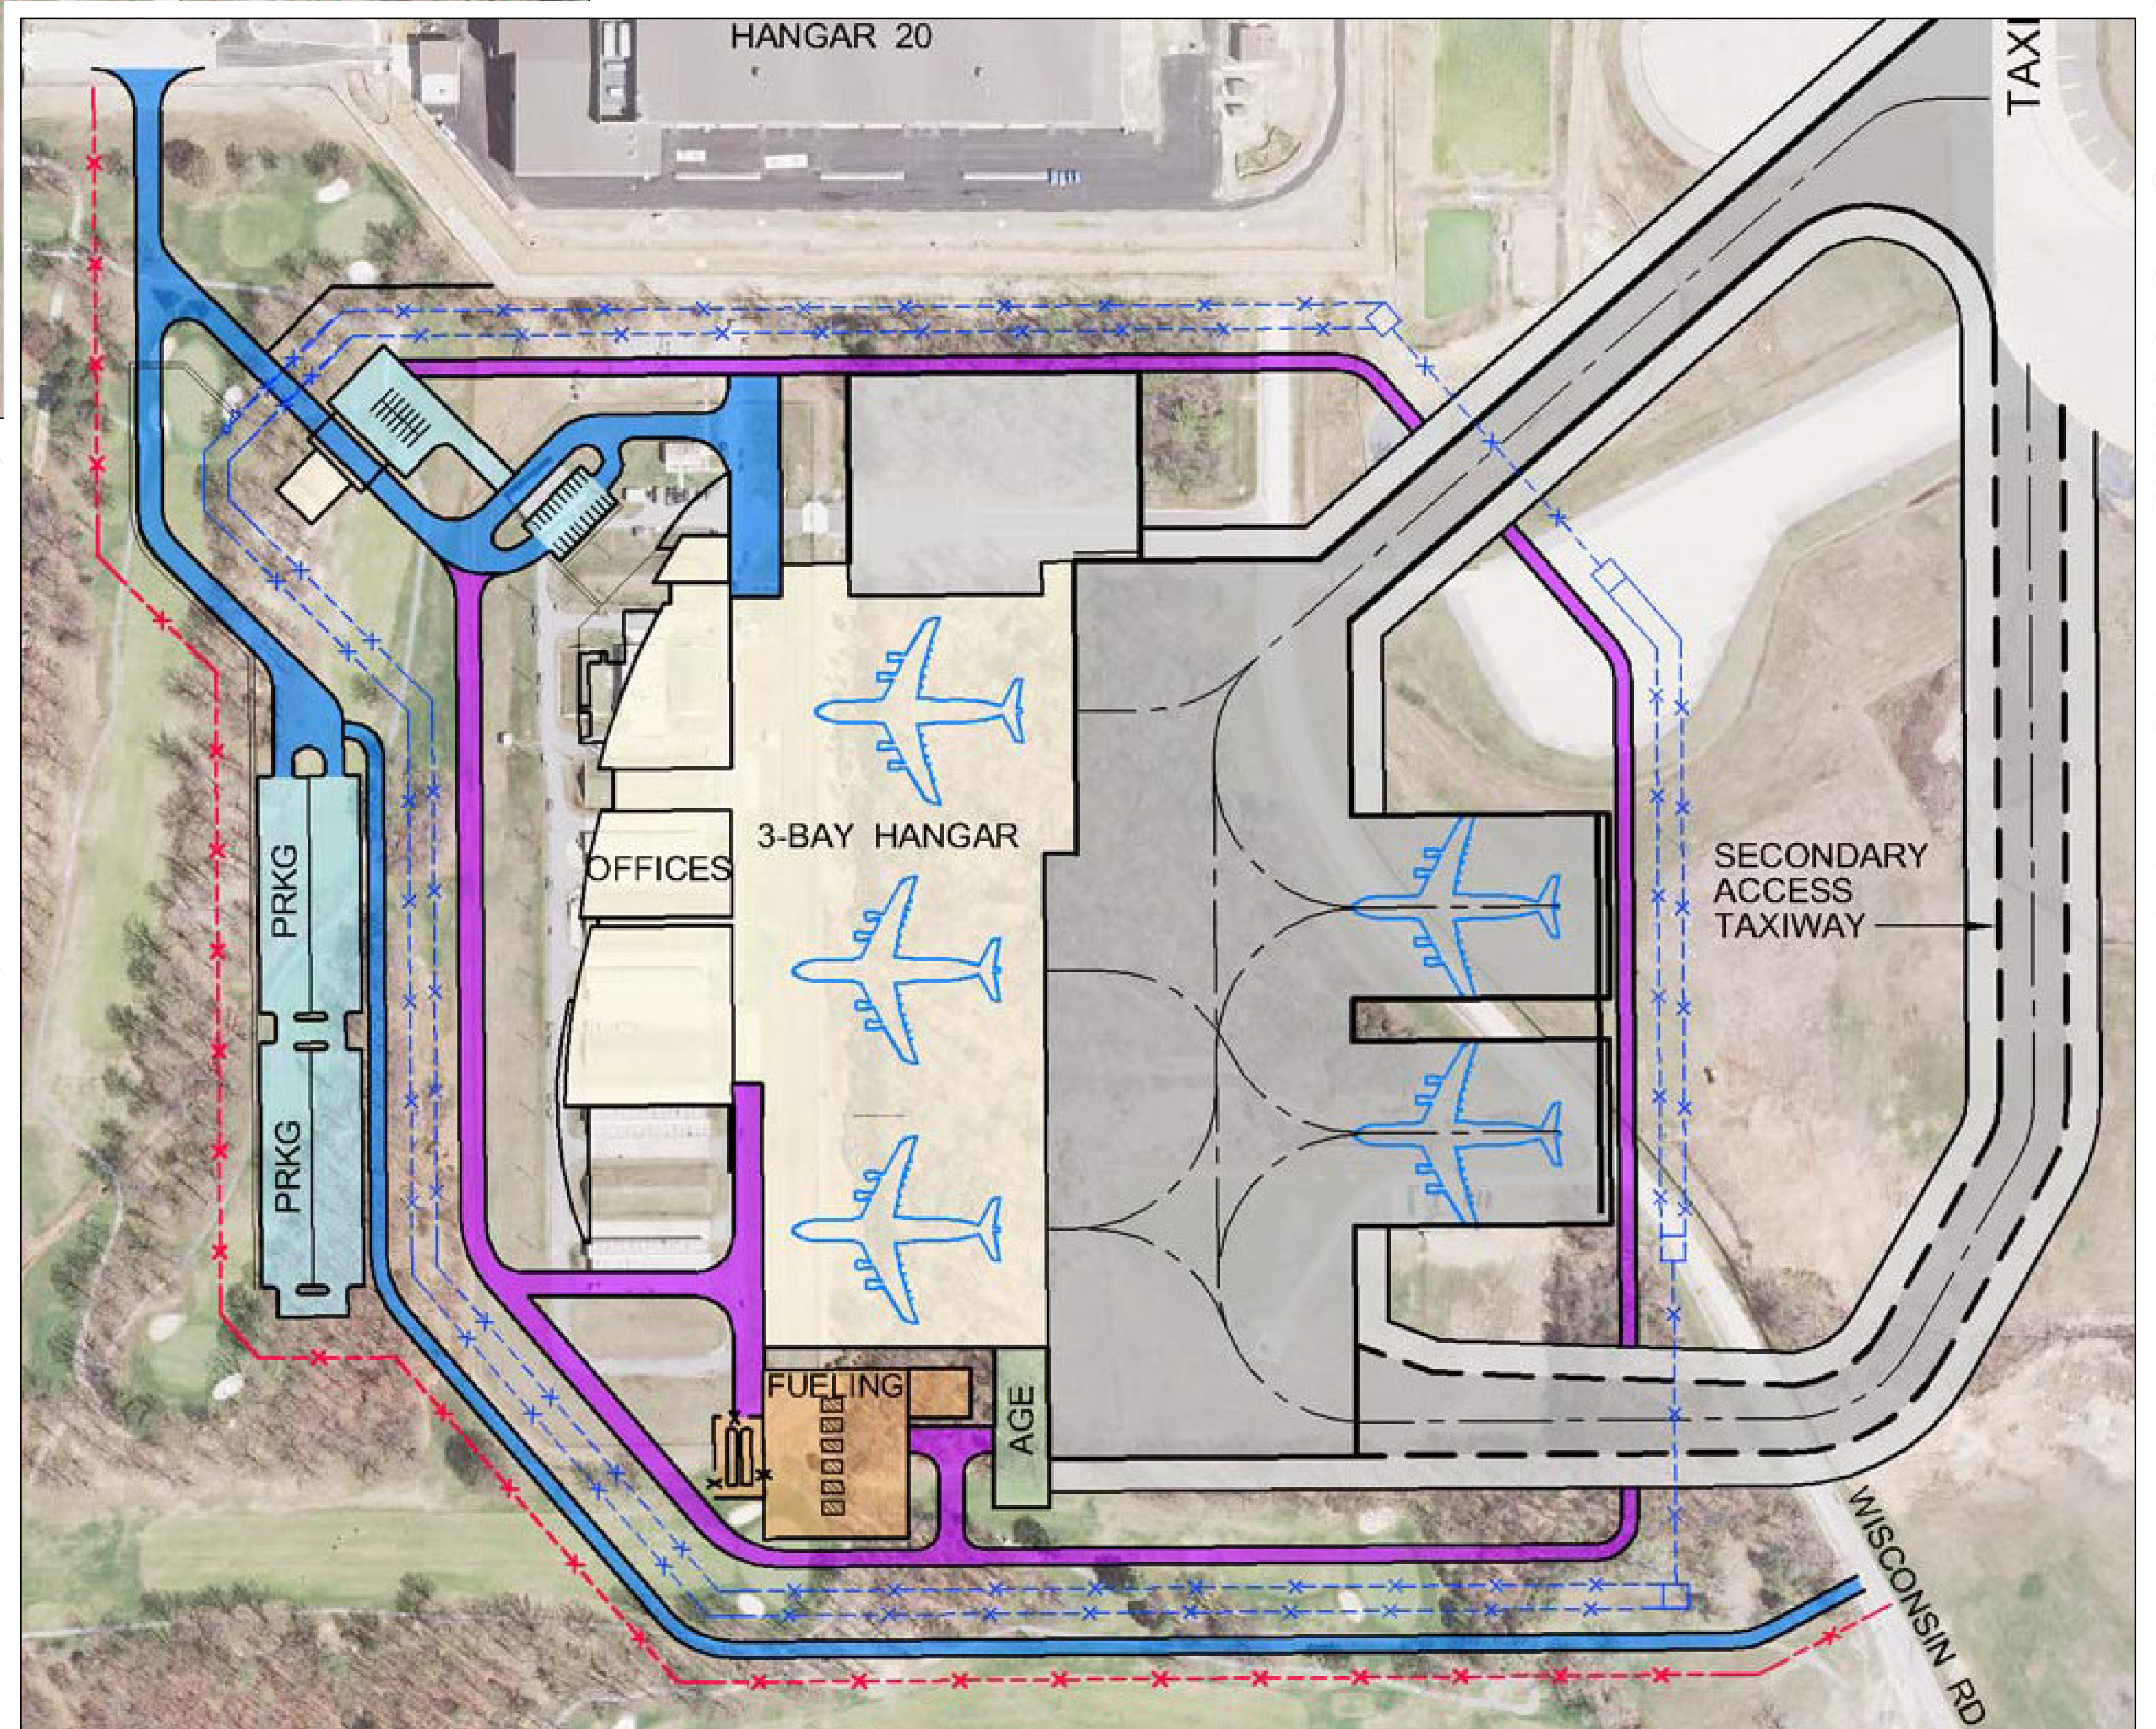 HANGAR 20
TAXI
3-BAY HANGAR
OFFICES
PRKG
PRKG
SECONDARY
ACCESS
TAXIWAY
FUELING
AGE
WISCONSIN RD